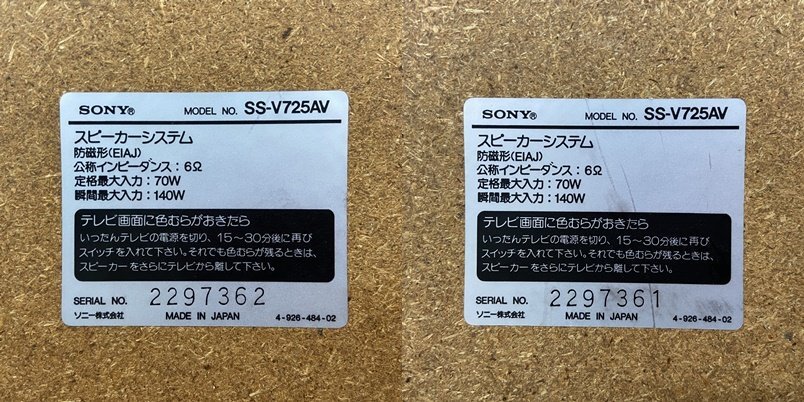 SONY® MODEL NO. SS-V725AV
スピーカーシステム
防磁形(EIAJ)
公称インピーダンス:6Ω
定格最大入力:70W
瞬間最大入力:140W
テレビ画面に色むらがおきたら
いったんテレビの電源を切り、15〜30分後に再び
スイッチを入れて下さい。それでも色むらが残るときは、
スピーカーをさらにテレビから離して下さい。
SERIAL NO. 2297362
ソニー株式会社 MADE IN JAPAN 4-926-484-02
SONY® MODEL NO. SS-V725AV
スピーカーシステム
防磁形(EIAJ)
公称インピーダンス:6Ω
定格最大入力:70W
瞬間最大入力:140W
テレビ画面に色むらがおきたら
いったんテレビの電源を切り、15〜30分後に再び
スイッチを入れて下さい。それでも色むらが残るときは、
スピーカーをさらにテレビから離して下さい。
SERIAL NO. 2297361
ソニー株式会社 MADE IN JAPAN 4-926-484-02